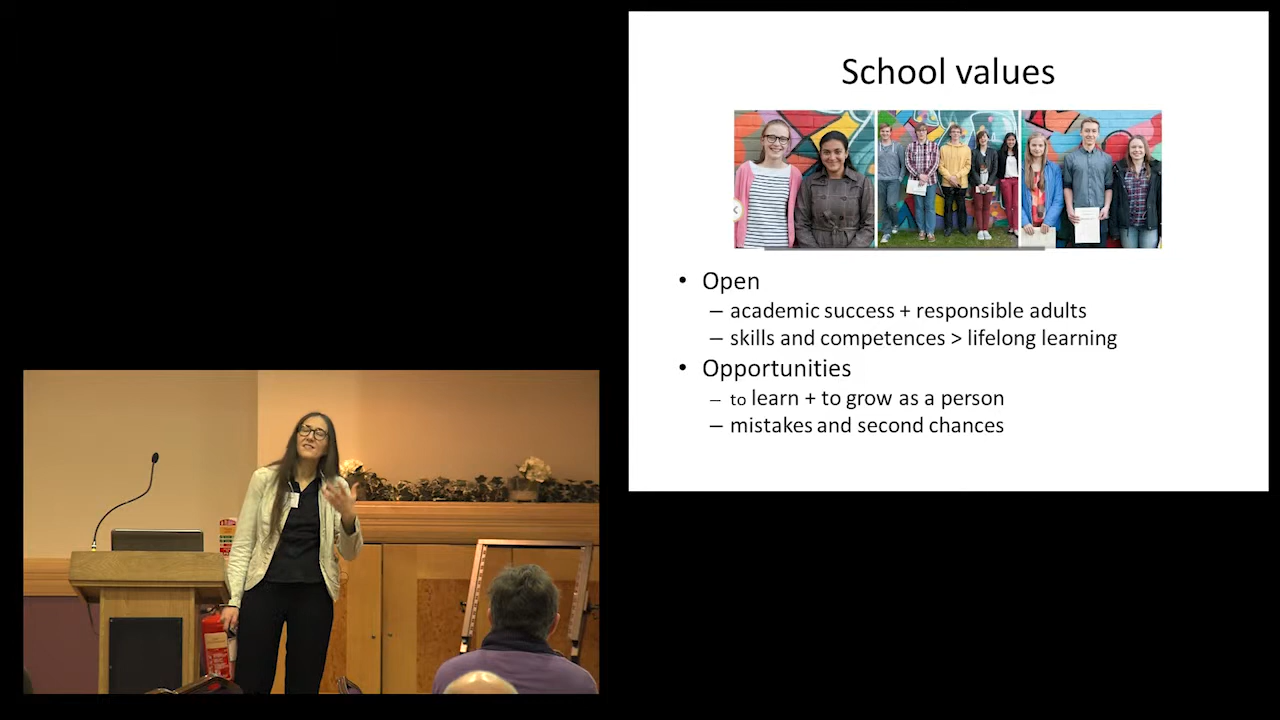 School values
• Open
– academic success + responsible adults
– skills and competences > lifelong learning
• Opportunities
– to learn + to grow as a person
– mistakes and second chances